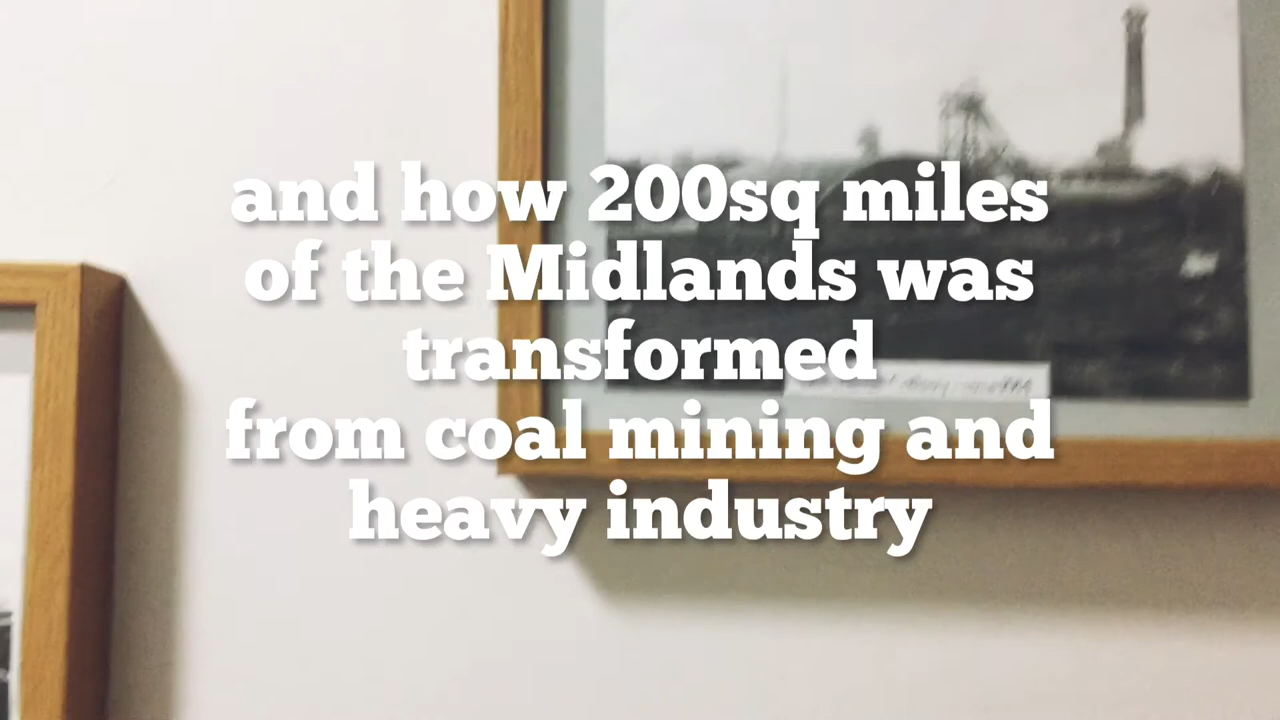 and how 200sq miles
of the Midlands was
transformed
from coal mining and
heavy industry